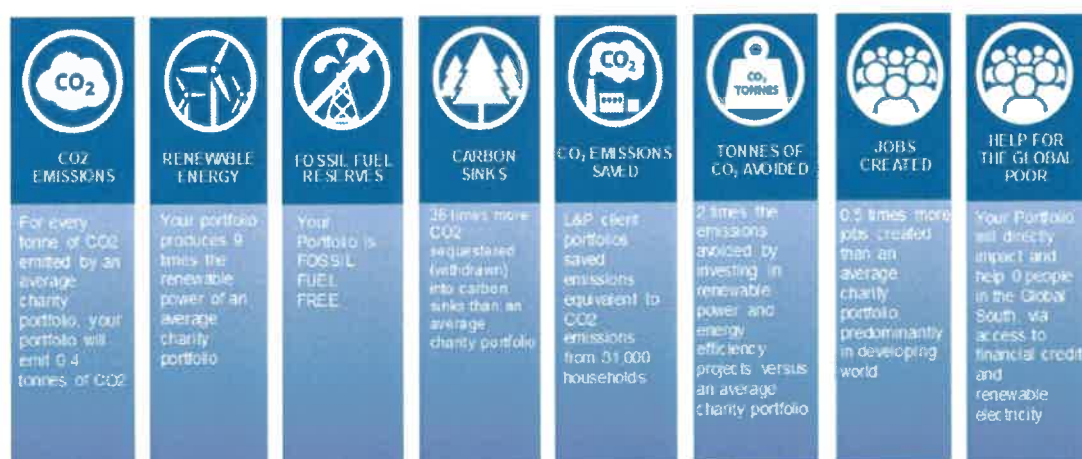 CO2
CO2
EMISSIONS
For every
tonne of CO2
emitted by an
average
charity
portfolio, your
portfolio will
emit 0.4
tonnes of CO2
RENEWABLE
ENERGY
Your portfolio
produces 9
times the
renewable
power of an
average
charity
portfolio
FOSSIL FUEL
RESERVES
Your
Portfolio is
FOSSIL
FUEL
FREE
CARBON
SINKS
36 times more
CO2
sequestered
(withdrawn)
into carbon
sinks than an
average
charity portfolio
CO₂
CO₂ EMISSIONS
SAVED
L&P client
portfolios
saved
emissions
equivalent to
CO2
emissions
from 31,000
households
CO₂
TONNES
TONNES OF
CO₂ AVOIDED
2 times the
emissions
avoided by
investing in
renewable
power and
energy
efficiency
projects versus
an average
charity portfolio
JOBS
CREATED
0.5 times more
jobs created
than an
average
charity
portfolio
predominantly
in developing
world
HELP FOR
THE GLOBAL
POOR
Your Portfolio
will directly
impact and
help 0 people
in the Global
South, via
access to
financial credit
and
renewable
electricity